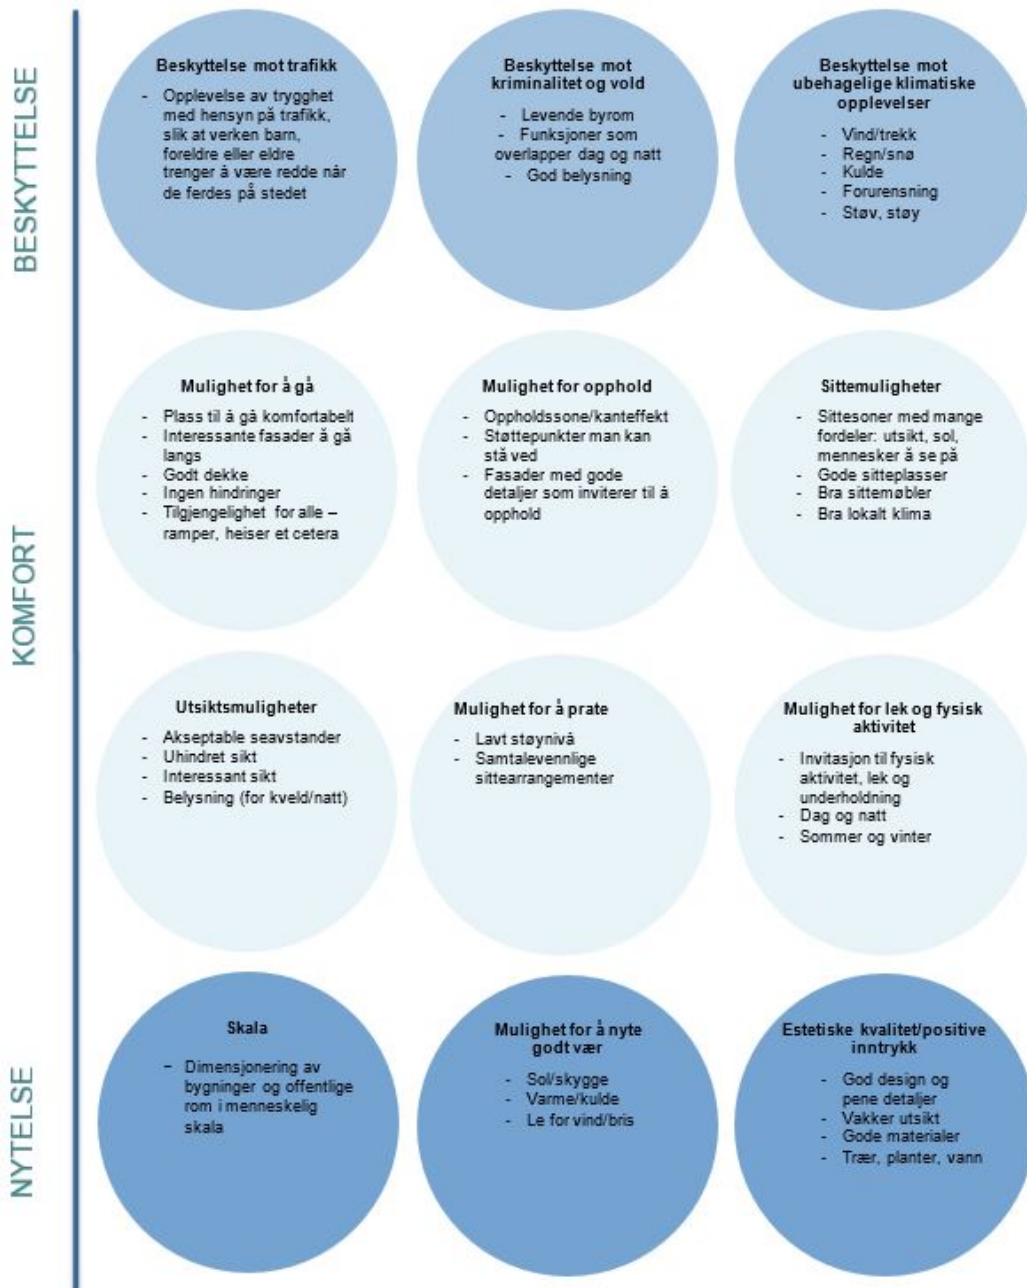 BESKYTTELSE
Beskyttelse mot trafikk
- Opplevelse av trygghet
med hensyn på trafikk,
slik at verken barn,
foreldre eller eldre
trenger å være redde når
de ferdes på stedet
Beskyttelse mot
kriminalitet og vold
- Levende byrom
- Funksjoner som
overlapper dag og natt
- God belysning
Beskyttelse mot
ubehagelige klimatiske
opplevelser
- Vind/trekk
- Regn/snø
- Kulde
- Forurensning
- Støv, støy
KOMFORT
Mulighet for å gå
- Plass til å gå komfortabelt
- Interessante fasader å gå
langs
- Godt dekke
- Ingen hindringer
- Tilgjengelighet for alle –
ramper, heiser et cetera
Mulighet for opphold
- Oppholdssone/kanteffekt
- Støttepunkter man kan
stå ved
- Fasader med gode
detaljer som inviterer til å
opphold
Sittemuligheter
- Sittesoner med mange
fordeler: utsikt, sol,
mennesker å se på
- Gode sitteplasser
- Bra sittemøbler
- Bra lokalt klima
Utsiktsmuligheter
- Akseptable seavstander
- Uhindret sikt
- Interessant sikt
- Belysning (for kveld/natt)
Mulighet for å prate
- Lavt støynivå
- Samtalevennlige
sittearrangementer
Mulighet for lek og fysisk
aktivitet
- Invitasjon til fysisk
aktivitet, lek og
underholdning
- Dag og natt
- Sommer og vinter
NYTELSE
Skala
– Dimensjonering av
bygninger og offentlige
rom i menneskelig
skala
Mulighet for å nyte
godt vær
- Sol/skygge
- Varme/kulde
- Le for vind/bris
Estetiske kvalitet/positive
inntrykk
- God design og
pene detaljer
- Vakker utsikt
- Gode materialer
- Trær, planter, vann